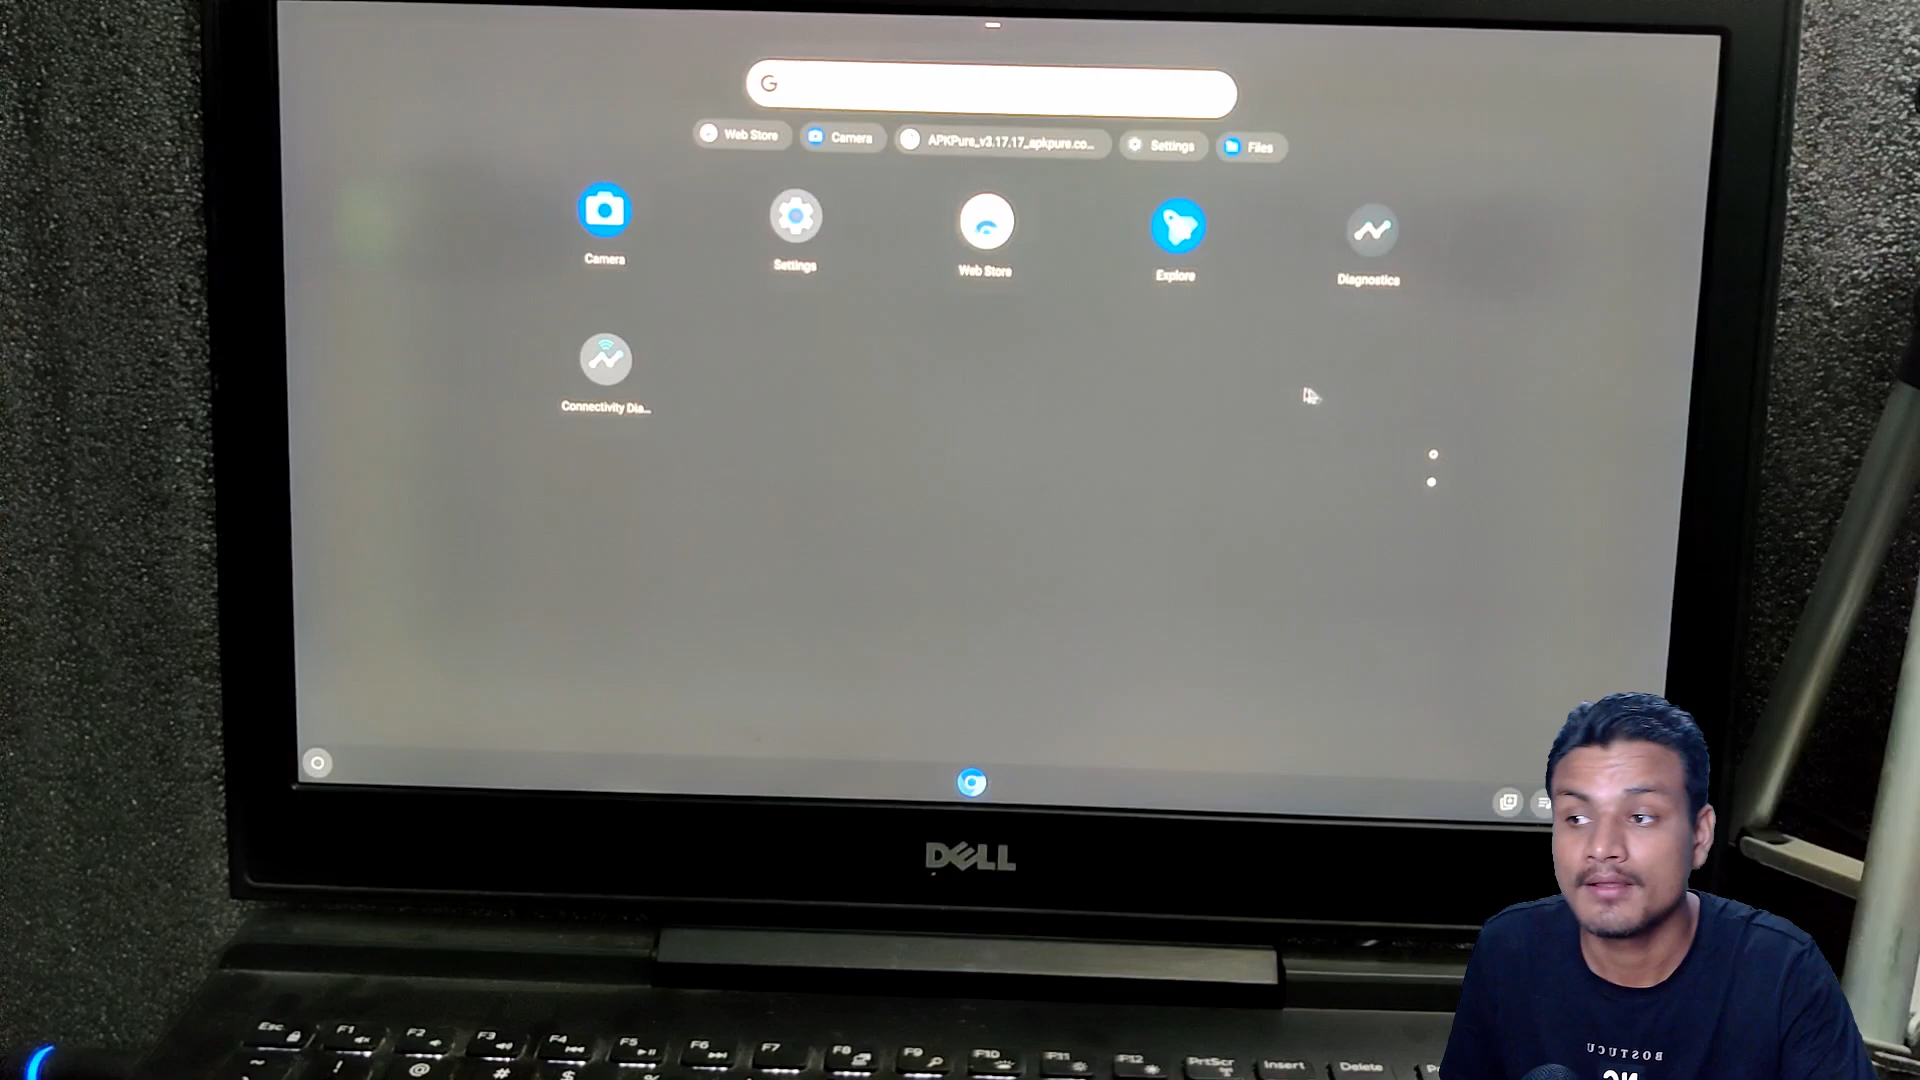 G
Web Store
Camera
APKPure_v3.17.17_apkpure.co...
Settings
Files
Camera
Settings
Web Store
Explore
Diagnostics
Connectivity Dia...
DELL
Esc F1 F2 F3 F4 F5 F6 F7 F8 F9 F10 F11 F12 PrtScr Insert Delete
~ ! @ # $ %
BOSTUCU